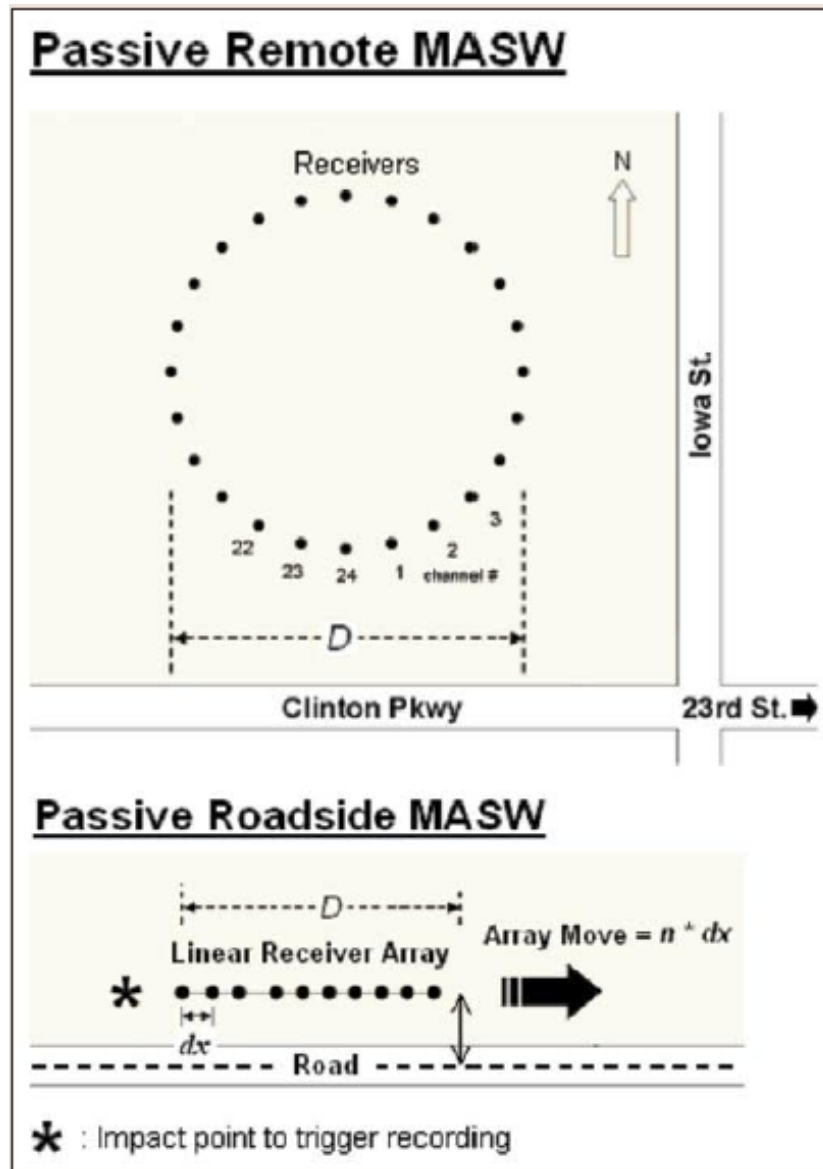 Passive Remote MASW
Receivers
N
Iowa St.
3
22
2
23
24
1
channel #
D
Clinton Pkwy
23rd St.
Passive Roadside MASW
D
Array Move = n * dx
Linear Receiver Array
*
dx
Road
* : Impact point to trigger recording